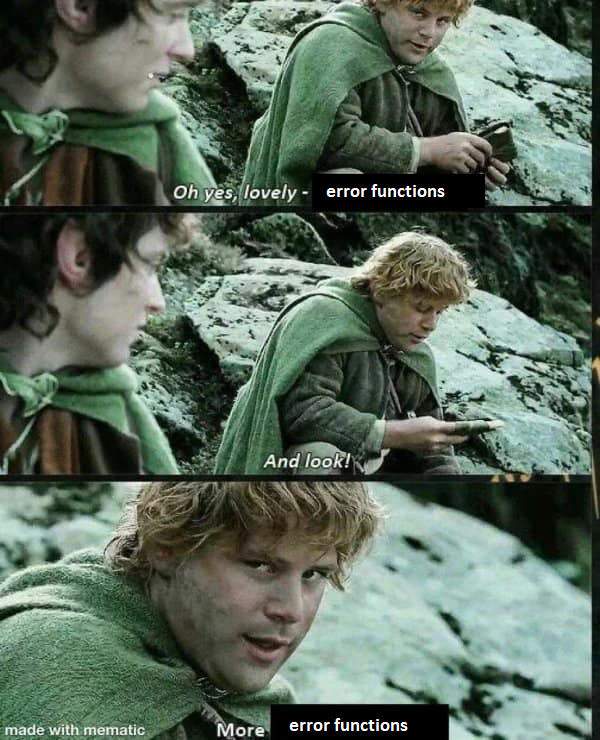 Oh yes, lovely - error functions
And look!
More error functions
made with mematic